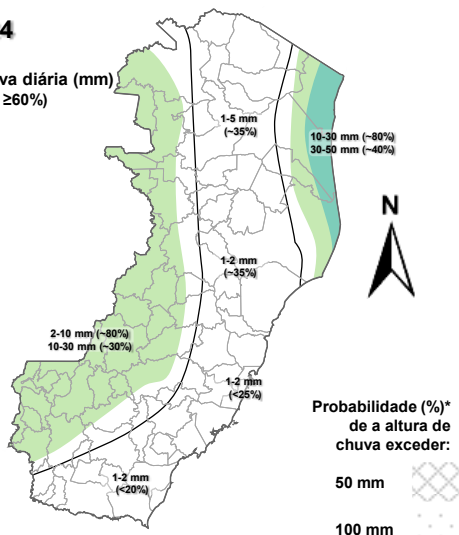 4
va diária (mm)
≥60%)
1-5 mm
(~35%)
10-30 mm (~80%)
30-50 mm (~40%)
N
1-2 mm
(~35%)
2-10 mm (~80%)
10-30 mm (~30%)
1-2 mm
(<25%)
Probabilidade (%)*
de a altura de
chuva exceder:
1-2 mm
(<20%)
50 mm
100 mm